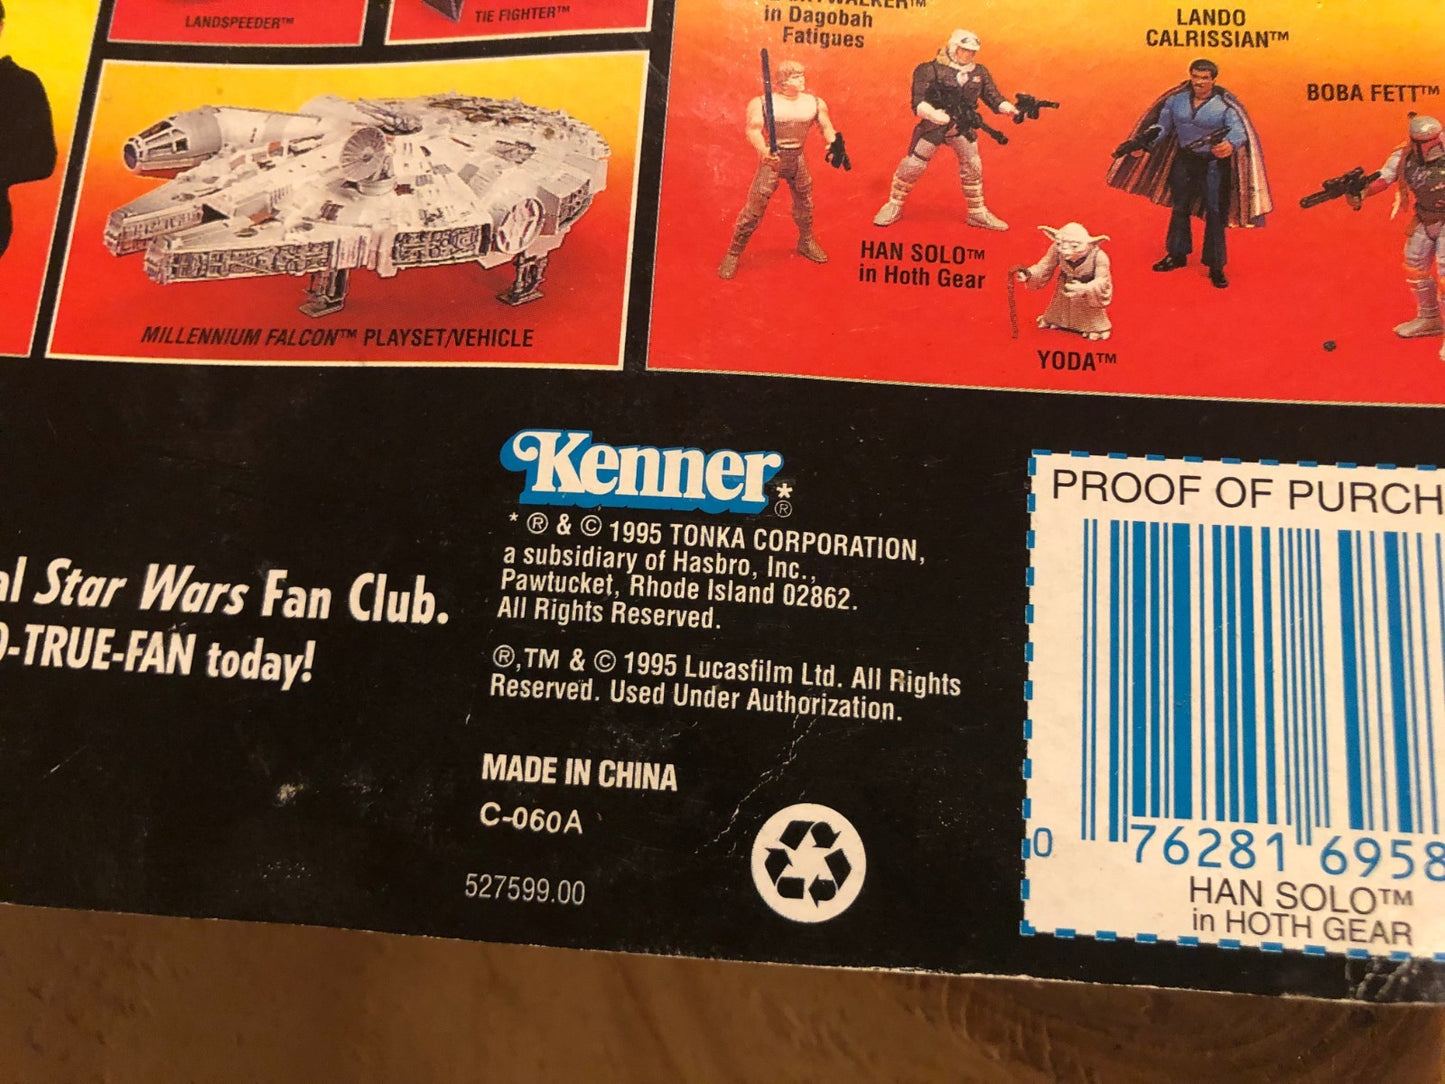 LANDSPEEDER™
TIE FIGHTER™
MILLENNIUM FALCON™ PLAYSET/VEHICLE
in Dagobah
Fatigues
HAN SOLO™
in Hoth Gear
LANDO
CALRISSIAN™
YODA™
BOBA FETT™
Star Wars Fan Club.
-TRUE-FAN today!
Kenner*®
* ® & © 1995 TONKA CORPORATION,
a subsidiary of Hasbro, Inc.,
Pawtucket, Rhode Island 02862.
All Rights Reserved.
®,TM & © 1995 Lucasfilm Ltd. All Rights
Reserved. Used Under Authorization.
MADE IN CHINA
C-060A
527599.00
PROOF OF PURCH
0 76281 6958
HAN SOLO™
in HOTH GEAR